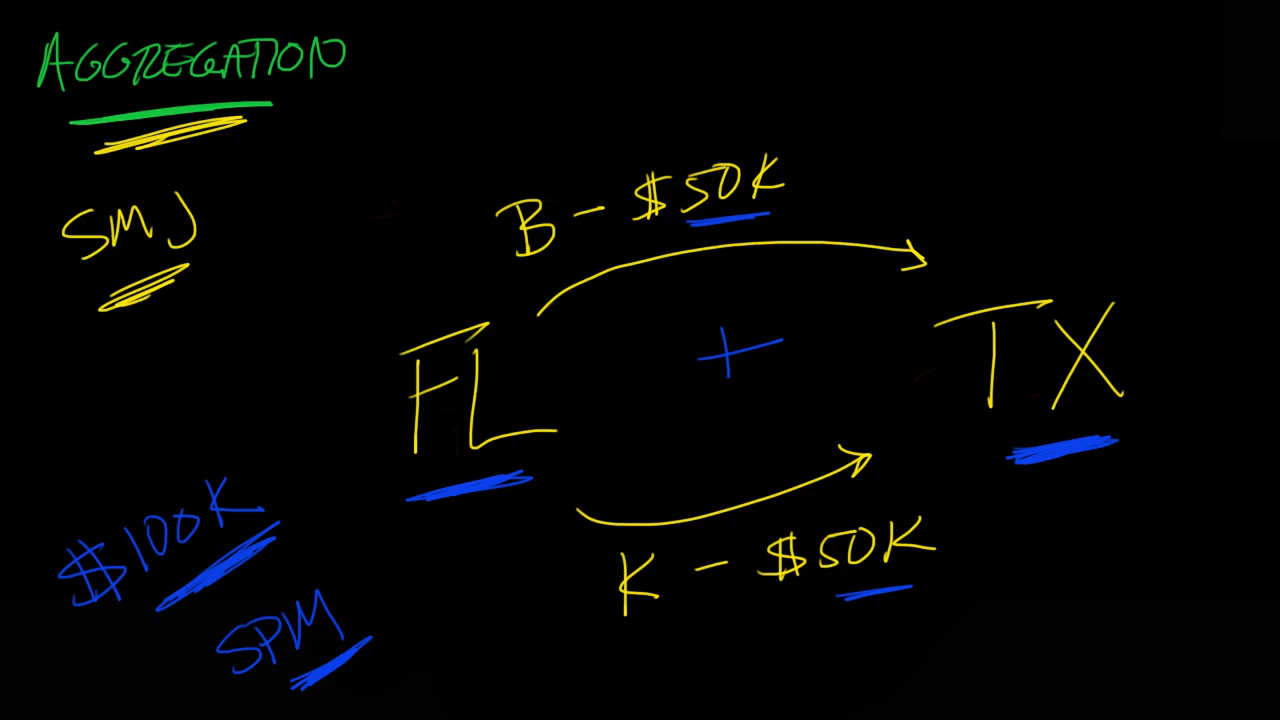 AGGREGATION
SMJ
B - $50K
FL + TX
K - $50K
$100K
SPM